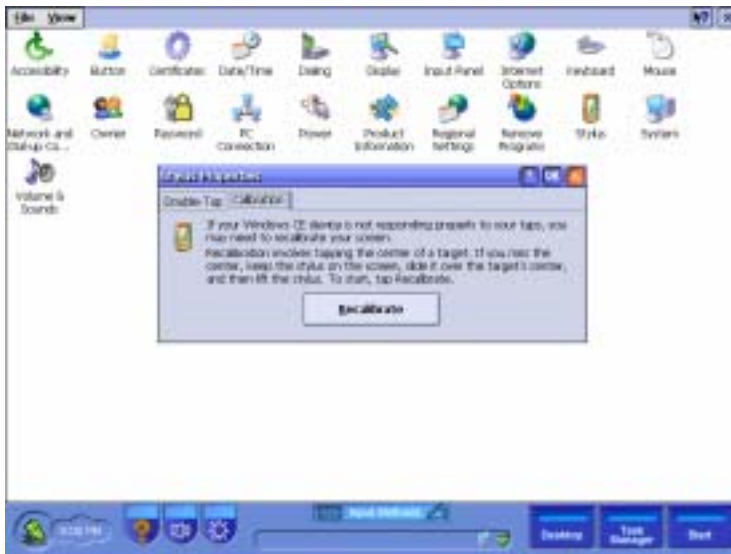 File View
Accessibility Button Certificates Date/Time Dialing Display Input Panel Internet Options Keyboard Mouse
Network and Dial-up Co... Owner Password PC Connection Power Product Information Regional Settings Remove Programs Stylus System
Volume & Sounds
Stylus Properties OK
Double-Tap Calibration
If your Windows CE device is not responding properly to your taps, you
may need to recalibrate your screen.
Recalibration involves tapping the center of a target. If you miss the
center, keep the stylus on the screen, slide it over the target's center,
and then lift the stylus. To start, tap Recalibrate.
Recalibrate
Input Methods
Desktop Task Manager Start